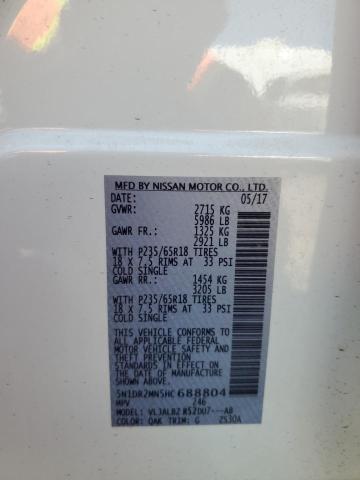 MFD BY NISSAN MOTOR CO., LTD.
DATE: 05/17
GVWR: 2715 KG
5986 LB
GAWR FR.: 1325 KG
2921 LB
WITH P235/65R18 TIRES
18 X 7.5 RIMS AT 33 PSI
COLD SINGLE
GAWR RR.: 1454 KG
3205 LB
WITH P235/65R18 TIRES
18 X 7.5 RIMS AT 33 PSI
COLD SINGLE
THIS VEHICLE CONFORMS TO
ALL APPLICABLE FEDERAL
MOTOR VEHICLE SAFETY AND
THEFT PREVENTION
STANDARDS IN EFFECT ON
THE DATE OF MANUFACTURE
SHOWN ABOVE.
5N1DR2MN5HC688804
MPV 246
MODEL: R52DU7---AB
COLOR: QAK TRIM: G